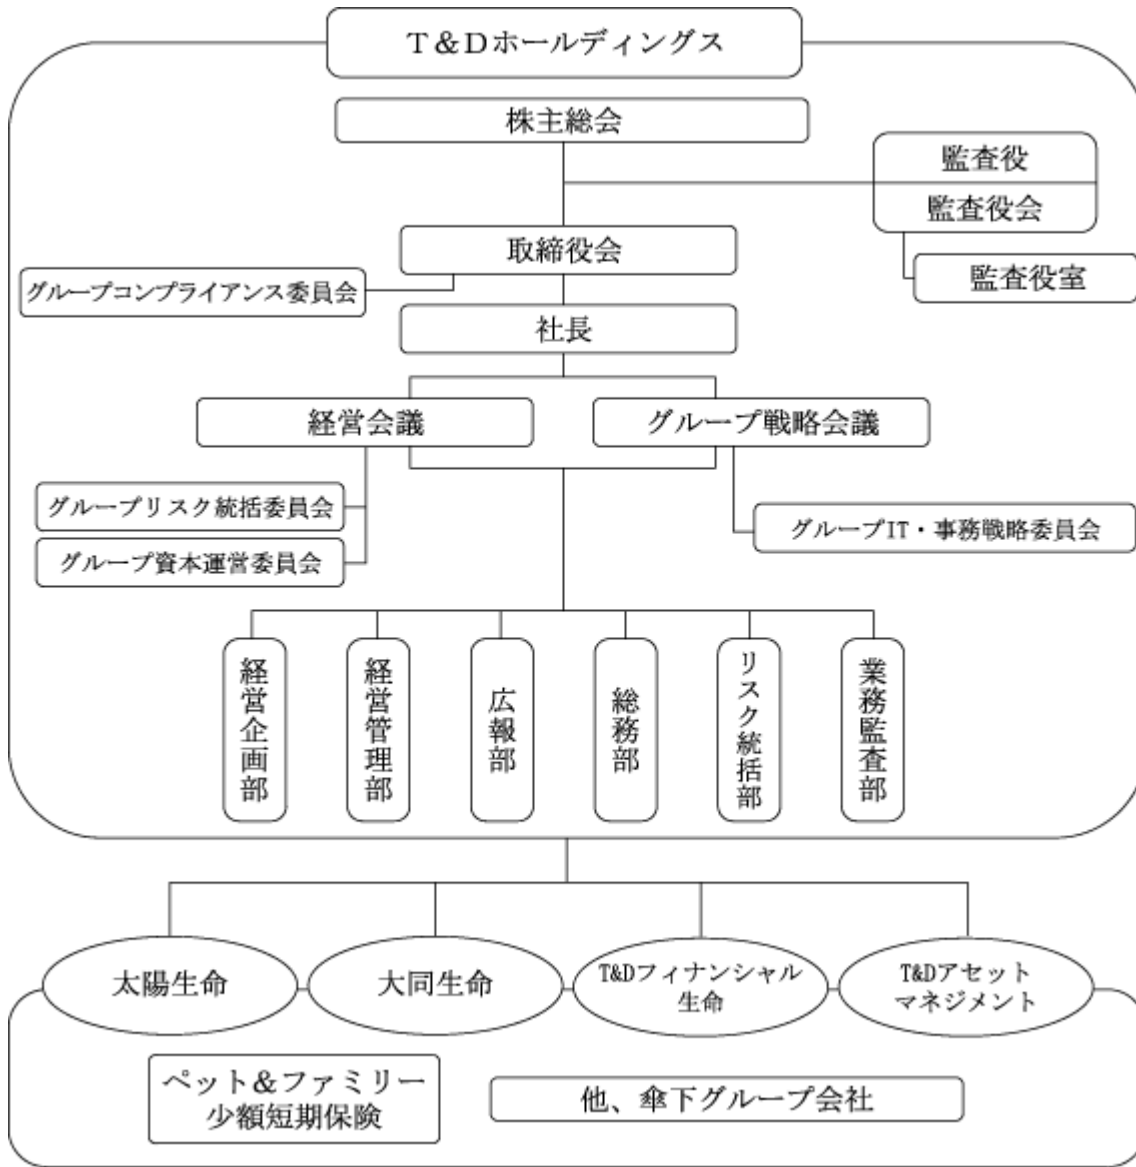 T&Dホールディングス
株主総会
監査役
監査役会
取締役会
監査役室
グループコンプライアンス委員会
社長
経営会議
グループ戦略会議
グループリスク統括委員会
グループIT・事務戦略委員会
グループ資本運営委員会
経営企画部
経営管理部
広報部
総務部
リスク統括部
業務監査部
太陽生命
大同生命
T&Dフィナンシャル
生命
T&Dアセット
マネジメント
ペット&ファミリー
少額短期保険
他、傘下グループ会社